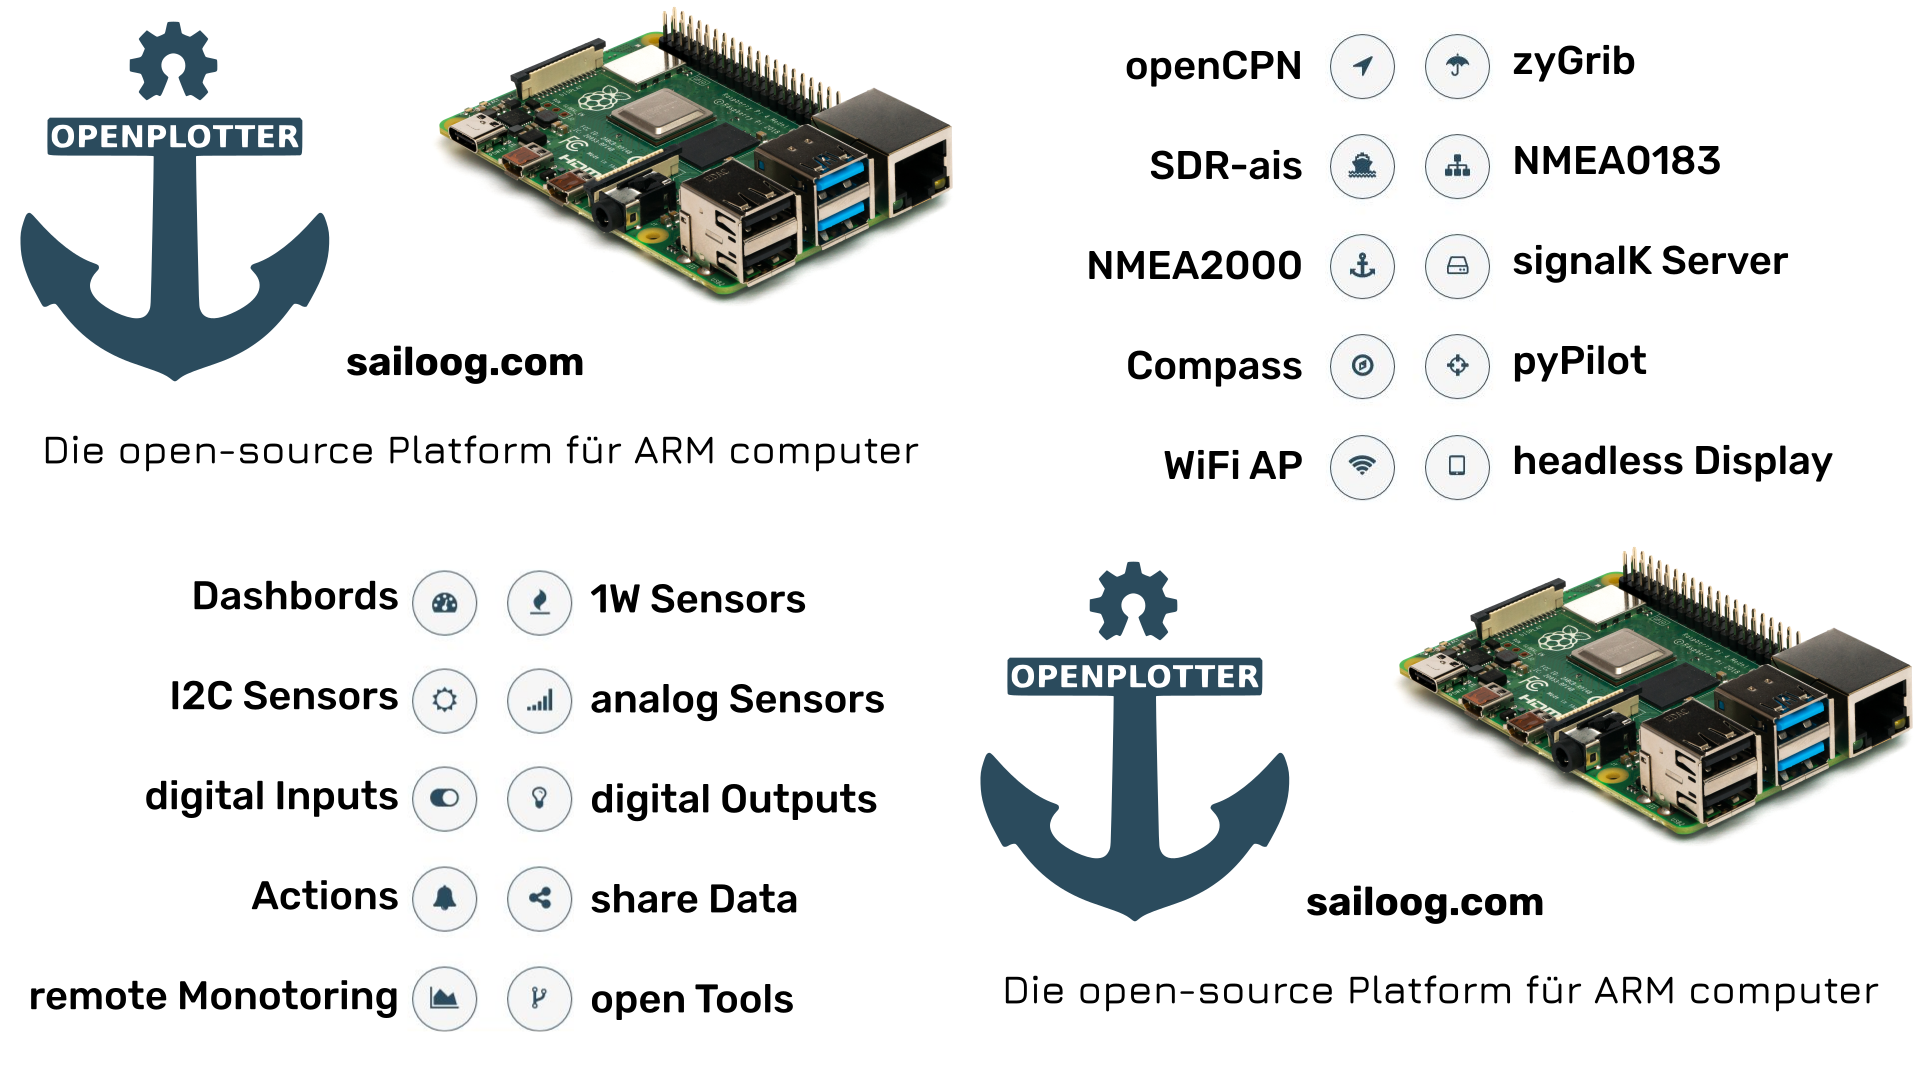 OPENPLOTTER
sailoog.com
Die open-source Platform für ARM computer
openCPN
zyGrib
SDR-ais
NMEA0183
NMEA2000
signalK Server
Compass
pyPilot
WiFi AP
headless Display
Dashbords
1W Sensors
I2C Sensors
analog Sensors
digital Inputs
digital Outputs
Actions
share Data
remote Monotoring
open Tools
OPENPLOTTER
sailoog.com
Die open-source Platform für ARM computer